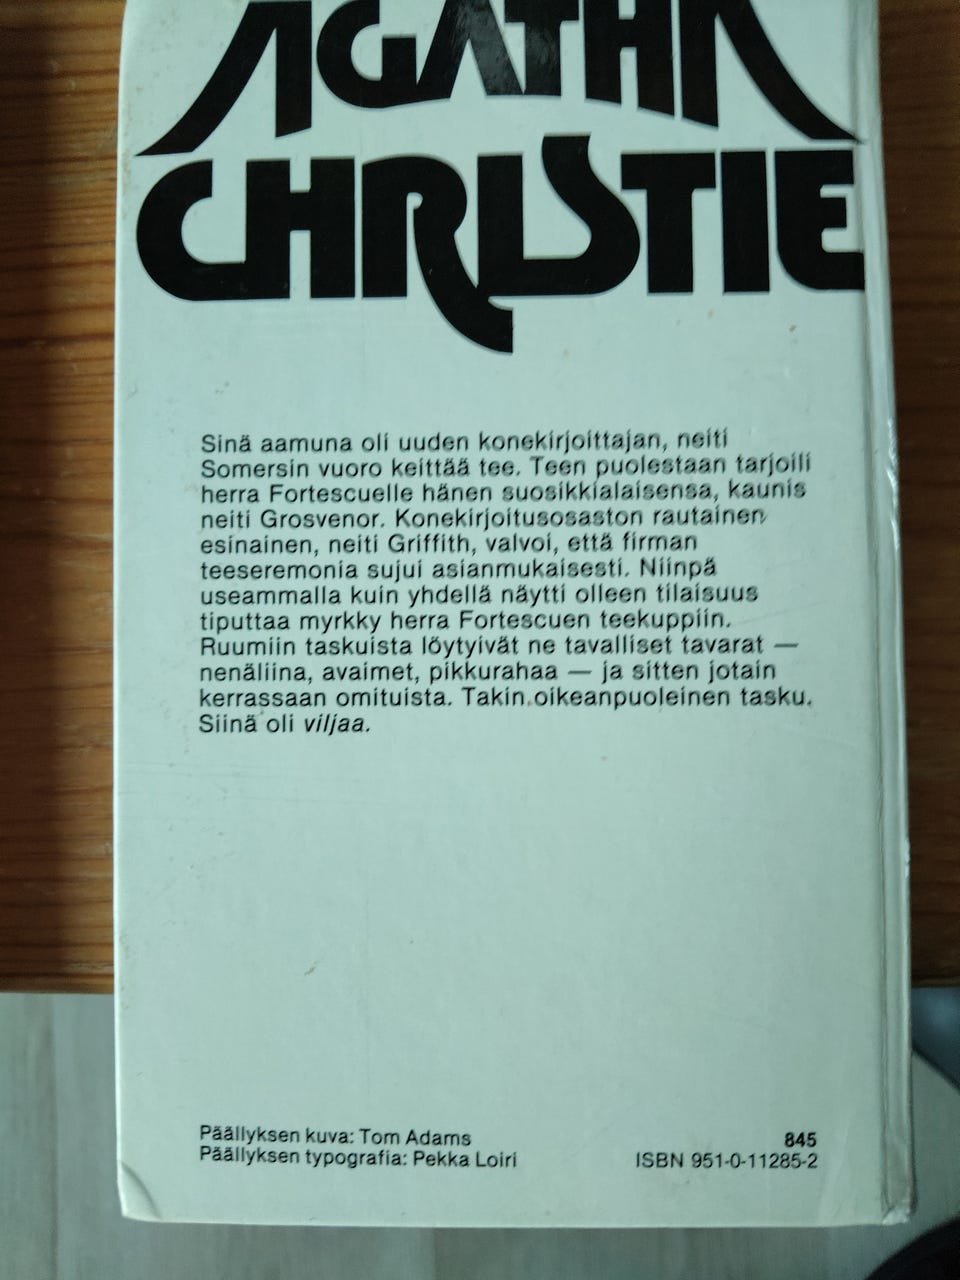 AGATHA
CHRISTIE
Sinä aamuna oli uuden konekirjoittajan, neiti
Somersin vuoro keittää tee. Teen puolestaan tarjoili
herra Fortescuelle hänen suosikkialaisensa, kaunis
neiti Grosvenor. Konekirjoitusosaston rautainen
esinainen, neiti Griffith, valvoi, että firman
teeseremonia sujui asianmukaisesti. Niinpä
useammalla kuin yhdellä näytti olleen tilaisuus
tiputtaa myrkky herra Fortescuen teekuppiin.
Ruumiin taskuista löytyivät ne tavalliset tavarat —
nenäliina, avaimet, pikkurahaa — ja sitten jotain
kerrassaan omituista. Takin oikeanpuoleinen tasku.
Siinä oli viljaa.
Päällyksen kuva: Tom Adams
845
Päällyksen typografia: Pekka Loiri
ISBN 951-0-11285-2